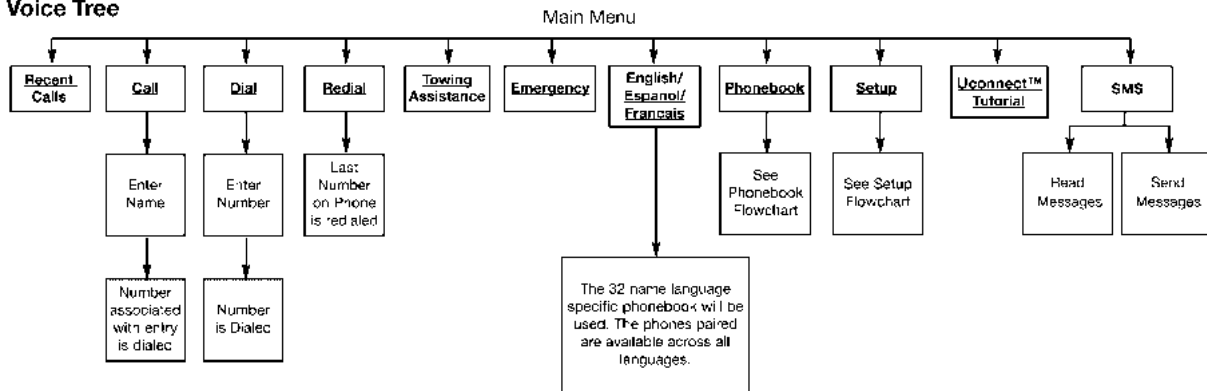 Voice Tree
Main Menu
Recent
Calls
Call
Dial
Redial
Towing
Assistance
Emergency
English/
Espanol/
Francais
Phonebook
Setup
Uconnect™
Tutorial
SMS
Enter
Name
Enter
Number
Last
Number
on Phone
is redialed
See
Phonebook
Flowchart
See Setup
Flowchart
Read
Messages
Send
Messages
Number
associated
with entry
is dialed
Number
is Dialed
The 32 name language
specific phonebook will be
used. The phones paired
are available across all
languages.